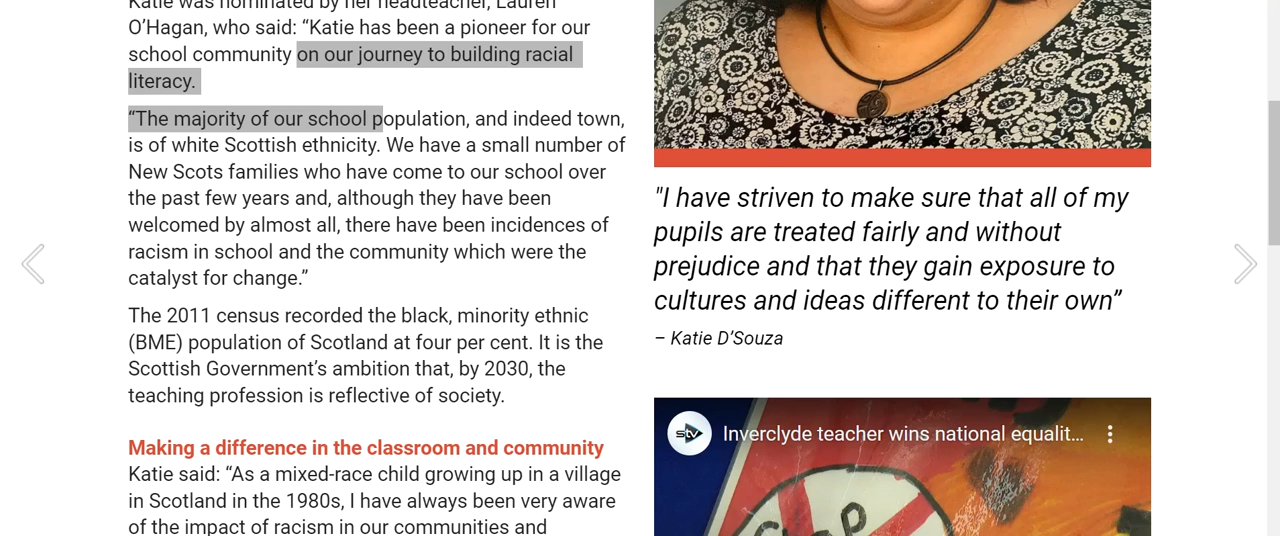 Katie was nominated by her headteacher, Lauren
O’Hagan, who said: “Katie has been a pioneer for our
school community on our journey to building racial
literacy.
“The majority of our school population, and indeed town,
is of white Scottish ethnicity. We have a small number of
New Scots families who have come to our school over
the past few years and, although they have been
welcomed by almost all, there have been incidences of
racism in school and the community which were the
catalyst for change.”
The 2011 census recorded the black, minority ethnic
(BME) population of Scotland at four per cent. It is the
Scottish Government’s ambition that, by 2030, the
teaching profession is reflective of society.
Making a difference in the classroom and community
Katie said: “As a mixed-race child growing up in a village
in Scotland in the 1980s, I have always been very aware
of the impact of racism in our communities and
"I have striven to make sure that all of my
pupils are treated fairly and without
prejudice and that they gain exposure to
cultures and ideas different to their own”
– Katie D’Souza
stv
Inverclyde teacher wins national equalit...
STOP